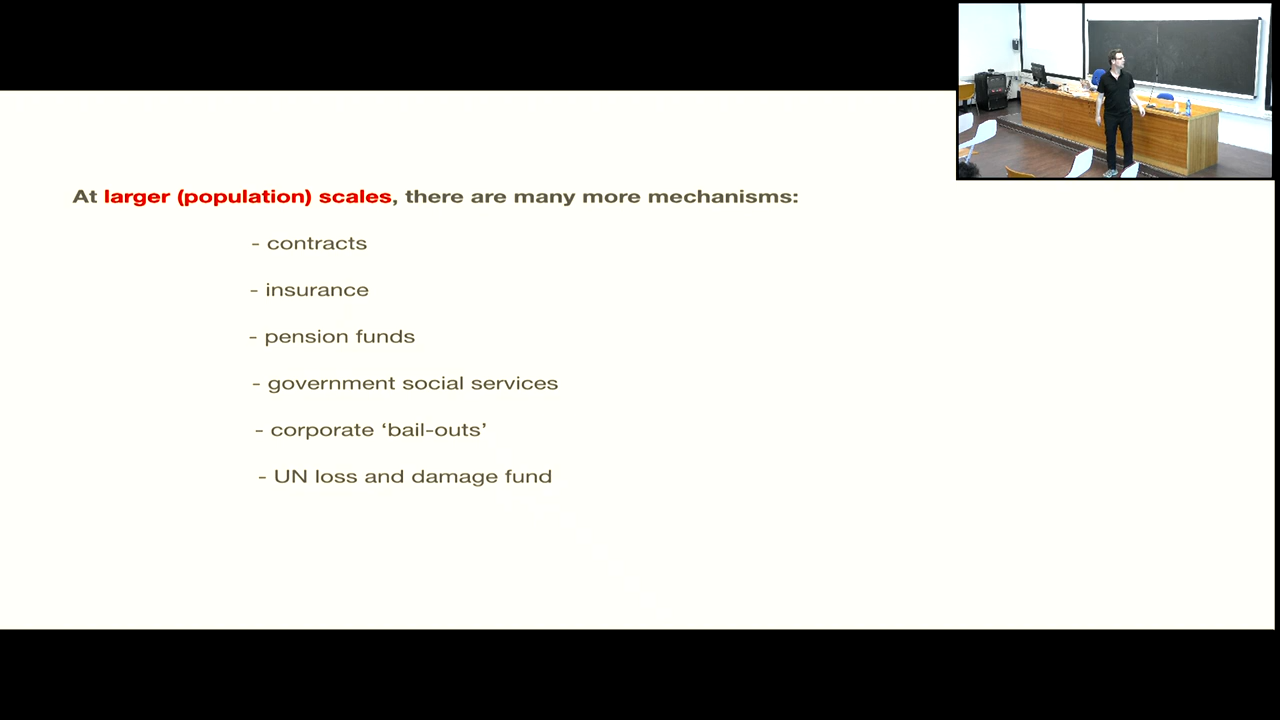 At larger (population) scales, there are many more mechanisms:
- contracts
- insurance
- pension funds
- government social services
- corporate ‘bail-outs’
- UN loss and damage fund